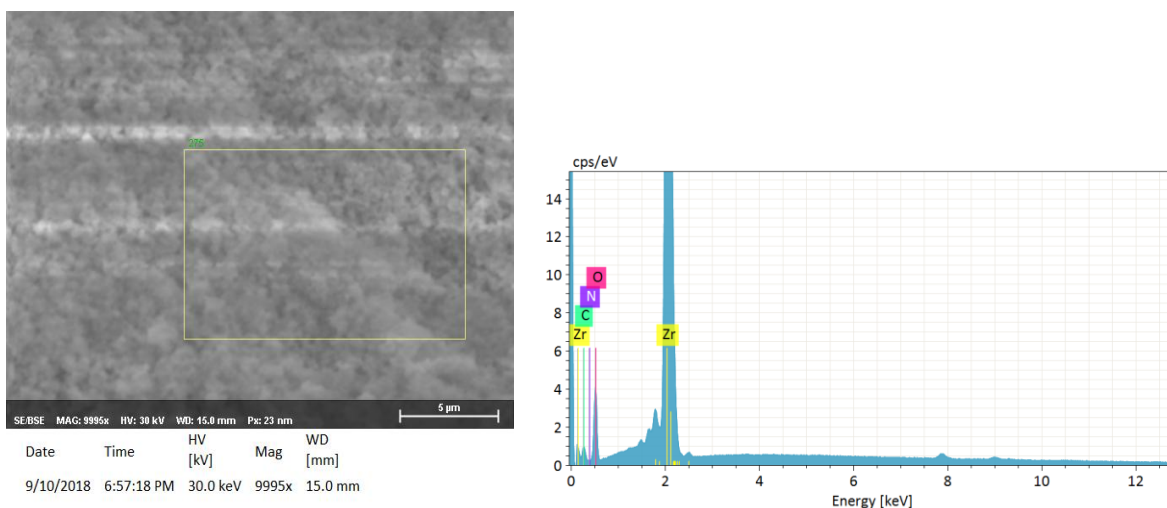 275
SE/BSE MAG: 9995x HV: 30 kV WD: 15.0 mm Px: 23 nm
5 µm
Date Time HV [kV] Mag WD [mm]
9/10/2018 6:57:18 PM 30.0 keV 9995x 15.0 mm
cps/eV
14
12
10
8
6
4
2
0
O
N
C
Zr
Zr
0 2 4 6 8 10 12
Energy [keV]